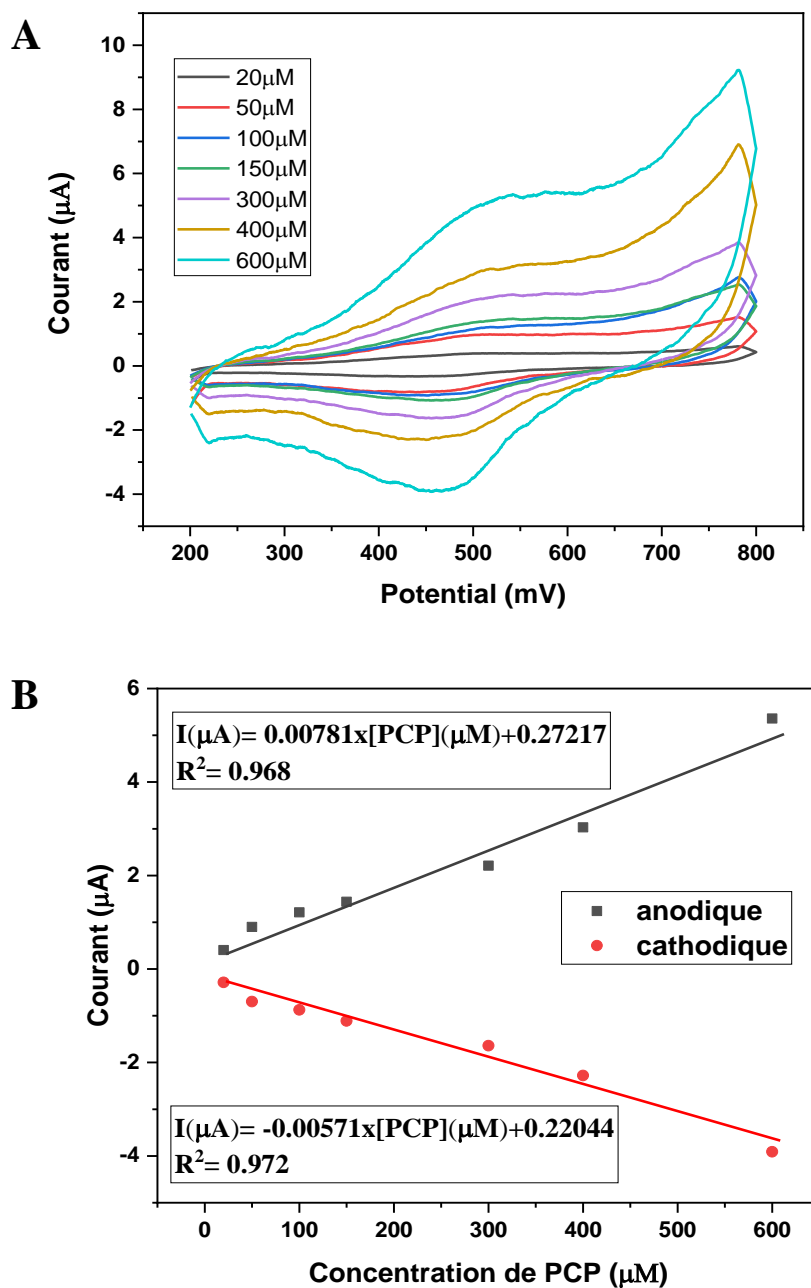 A
Courant (μA)
10
8
6
4
2
0
-2
-4
20μM
50μM
100μM
150μM
300μM
400μM
600μM
200 300 400 500 600 700 800
Potential (mV)
B
Courant (μA)
6
4
2
0
-2
-4
I(μA)= 0.00781x[PCP](μM)+0.27217
R²= 0.968
anodique
cathodique
I(μA)= -0.00571x[PCP](μM)+0.22044
R²= 0.972
0 100 200 300 400 500 600
Concentration de PCP (μM)